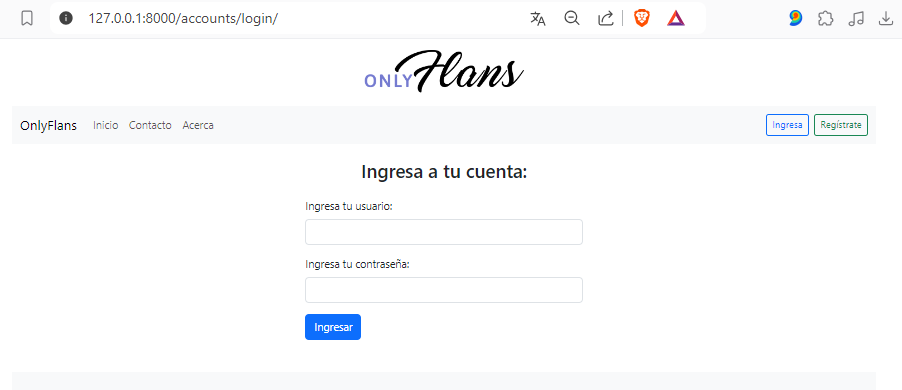 127.0.0.1:8000/accounts/login/
ONLY Flans
OnlyFlans Inicio Contacto Acerca Ingresa Regístrate
Ingresa a tu cuenta:
Ingresa tu usuario:
Ingresa tu contraseña:
Ingresar